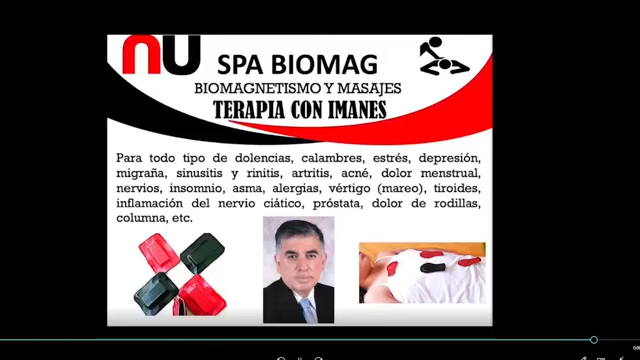 SPA BIOMAG
BIOMAGNETISMO Y MASAJES
TERAPIA CON IMANES
Para todo tipo de dolencias, calambres, estrés, depresión,
migraña, sinusitis y rinitis, artritis, acné, dolor menstrual,
nervios, insomnio, asma, alergias, vértigo (mareo), tiroides,
inflamación del nervio ciático, próstata, dolor de rodillas,
columna, etc.